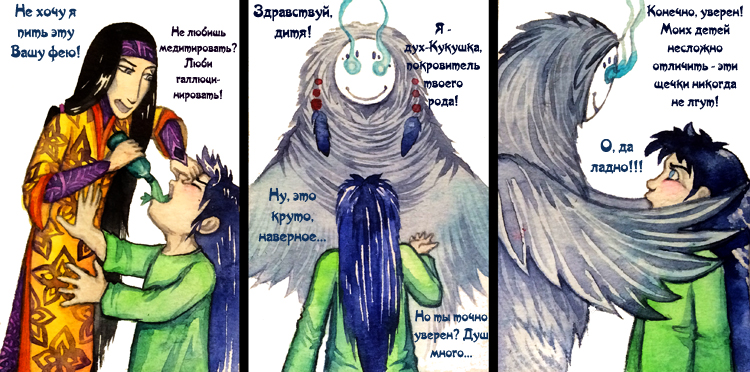 Не хочу я
пить эту
Вашу фею!
Не любишь
медитировать?
Люби
галлюци-
нировать!
Здравствуй,
дитя!
Я -
дух-Кукушка,
покровитель
твоего
рода!
Ну, это
круто,
наверное...
Но ты точно
уверен? Душ
много...
Конечно, уверен!
Моих детей
несложно
отличить - эти
щечки никогда
не лгут!
О, да
ладно!!!